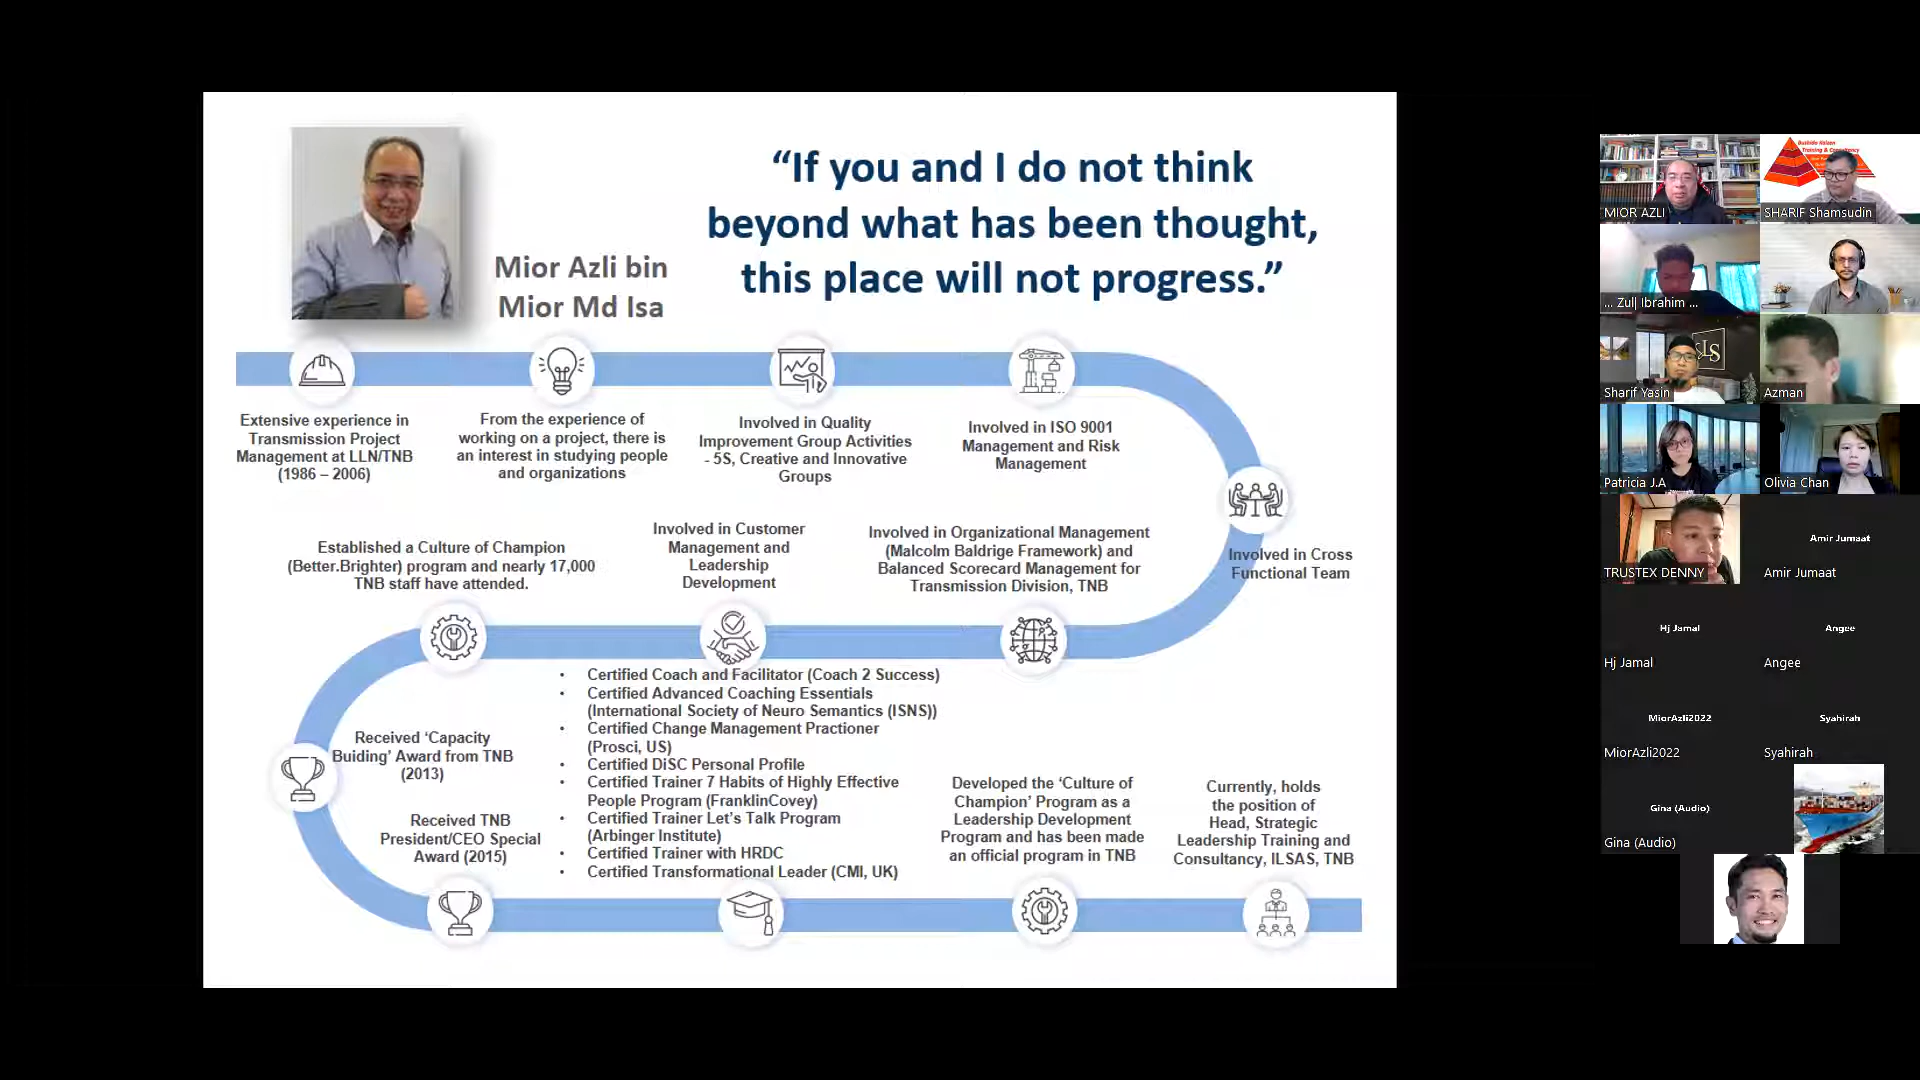 “If you and I do not think
beyond what has been thought,
this place will not progress.”
Mior Azli bin
Mior Md Isa
Extensive experience in
Transmission Project
Management at LLN/TNB
(1986 – 2006)
From the experience of
working on a project, there is
an interest in studying people
and organizations
Involved in Quality
Improvement Group Activities
- 5S, Creative and Innovative
Groups
Involved in ISO 9001
Management and Risk
Management
Involved in Cross
Functional Team
Involved in Organizational Management
(Malcolm Baldrige Framework) and
Balanced Scorecard Management for
Transmission Division, TNB
Involved in Customer
Management and
Leadership
Development
Established a Culture of Champion
(Better.Brighter) program and nearly 17,000
TNB staff have attended.
Received ‘Capacity
Buiding’ Award from TNB
(2013)
Received TNB
President/CEO Special
Award (2015)
• Certified Coach and Facilitator (Coach 2 Success)
• Certified Advanced Coaching Essentials
(International Society of Neuro Semantics (ISNS))
• Certified Change Management Practioner
(Prosci, US)
• Certified DiSC Personal Profile
• Certified Trainer 7 Habits of Highly Effective
People Program (FranklinCovey)
• Certified Trainer Let’s Talk Program
(Arbinger Institute)
• Certified Trainer with HRDC
• Certified Transformational Leader (CMI, UK)
Developed the ‘Culture of
Champion’ Program as a
Leadership Development
Program and has been made
an official program in TNB
Currently, holds
the position of
Head, Strategic
Leadership Training and
Consultancy, ILSAS, TNB
MIOR AZLI
Bushido Kaizen
Training & Consultancy
SHARIF Shamsudin
... Zul| Ibrahim ...
Sharif Yasin
LS
Azman
Patricia J.A
Olivia Chan
TRUSTEX DENNY
Amir Jumaat
Amir Jumaat
Hj Jamal
Hj Jamal
Angee
Angee
MiorAzli2022
MiorAzli2022
Syahirah
Syahirah
Gina (Audio)
Gina (Audio)